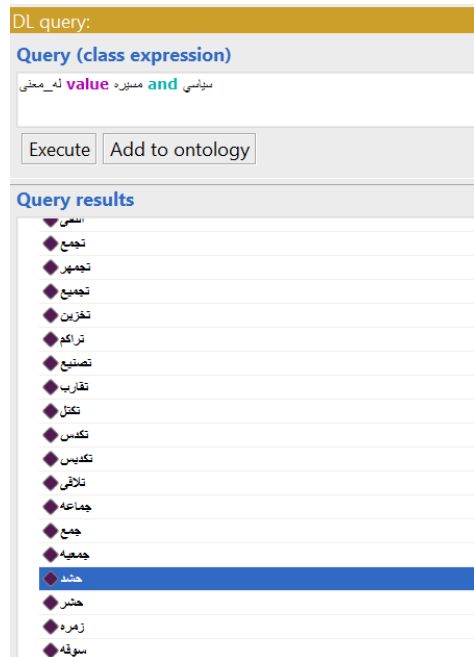 DL query:
Query (class expression)
له_معنى value مسيره and سياسي
Execute Add to ontology
Query results
تجمع
تجمهر
تجميع
تخزين
تراكم
تصنيع
تقارب
تكتل
تكدس
تكديس
تلاقى
جماعه
جمع
جمعيه
حشد
حشر
زمره
سوقه